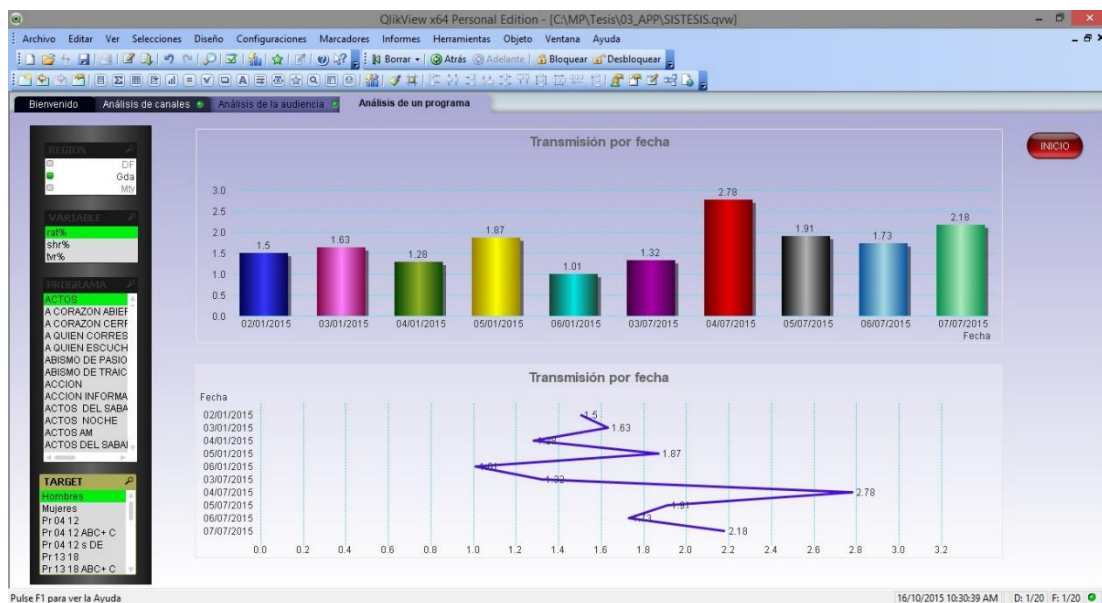 QlikView x64 Personal Edition - [C:\MP\Tesis\03_APP\SISTESIS.qvw]
Archivo Editar Ver Selecciones Diseño Configuraciones Marcadores Informes Herramientas Objeto Ventana Ayuda
Borrar Atrás Adelante Bloquear Desbloquear
Bienvenido Análisis de canales Análisis de la audiencia Análisis de un programa
INICIO
REGION
DF
Gda
Mty
VARIABLE
rat%
shr%
tvr%
PROGRAMA
ACTOS
A CORAZON ABIEF
A CORAZON CERF
A QUIEN CORRES
A QUIEN ESCUCH
ABISMO DE PASIO
ABISMO DE TRAIC
ACCION
ACCION INFORMA
ACTOS DEL SABA
ACTOS NOCHE
ACTOS AM
ACTOS DEL SABAI
TARGET
Hombres
Mujeres
Pr 04 12
Pr 04 12 ABC+ C
Pr 04 12 s DE
Pr 13 18
Pr 13 18 ABC+ C
Transmisión por fecha
3.0
2.5
2.0
1.5
1.0
0.5
0.0
1.5 1.63 1.28 1.87 1.01 1.32 2.78 1.91 1.73 2.18
02/01/2015 03/01/2015 04/01/2015 05/01/2015 06/01/2015 03/07/2015 04/07/2015 05/07/2015 06/07/2015 07/07/2015
Fecha
Transmisión por fecha
Fecha
02/01/2015 1.5
03/01/2015 1.63
04/01/2015 1.28
05/01/2015 1.87
06/01/2015 1.01
03/07/2015 1.32
04/07/2015 2.78
05/07/2015 1.91
06/07/2015 1.73
07/07/2015 2.18
0.0 0.2 0.4 0.6 0.8 1.0 1.2 1.4 1.6 1.8 2.0 2.2 2.4 2.6 2.8 3.0 3.2
Pulse F1 para ver la Ayuda 16/10/2015 10:30:39 AM D: 1/20 F: 1/20